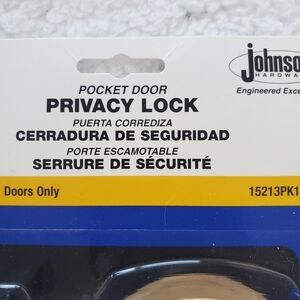 POCKET DOOR
PRIVACY LOCK
PUERTA CORREDIZA
CERRADURA DE SEGURIDAD
PORTE ESCAMOTABLE
SERRURE DE SÉCURITÉ
Johnso
HARDWA
Engineered Exce
Doors Only
15213PK1